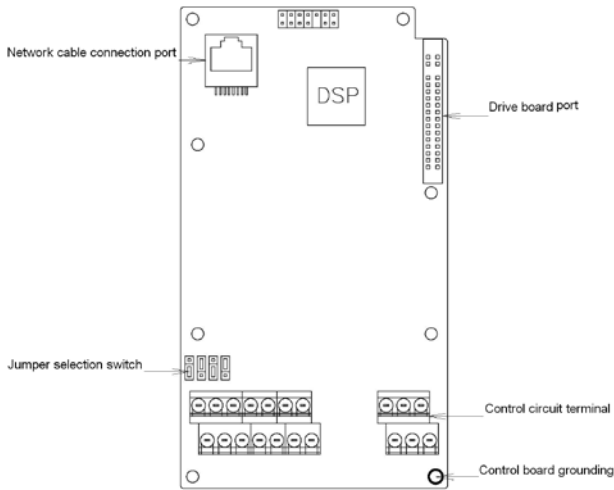 Network cable connection port
DSP
Drive board port
Jumper selection switch
Control circuit terminal
Control board grounding